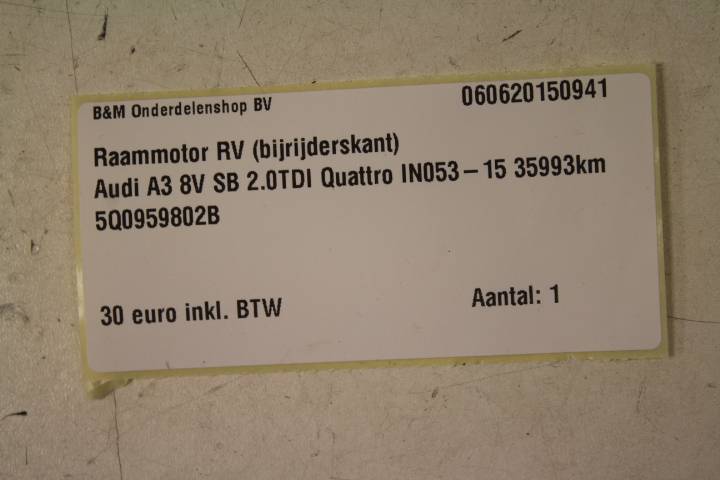 B&M Onderdelenshop BV 060620150941
Raammotor RV (bijrijderskant)
Audi A3 8V SB 2.0TDI Quattro IN053-15 35993km
5Q0959802B
30 euro inkl. BTW Aantal: 1